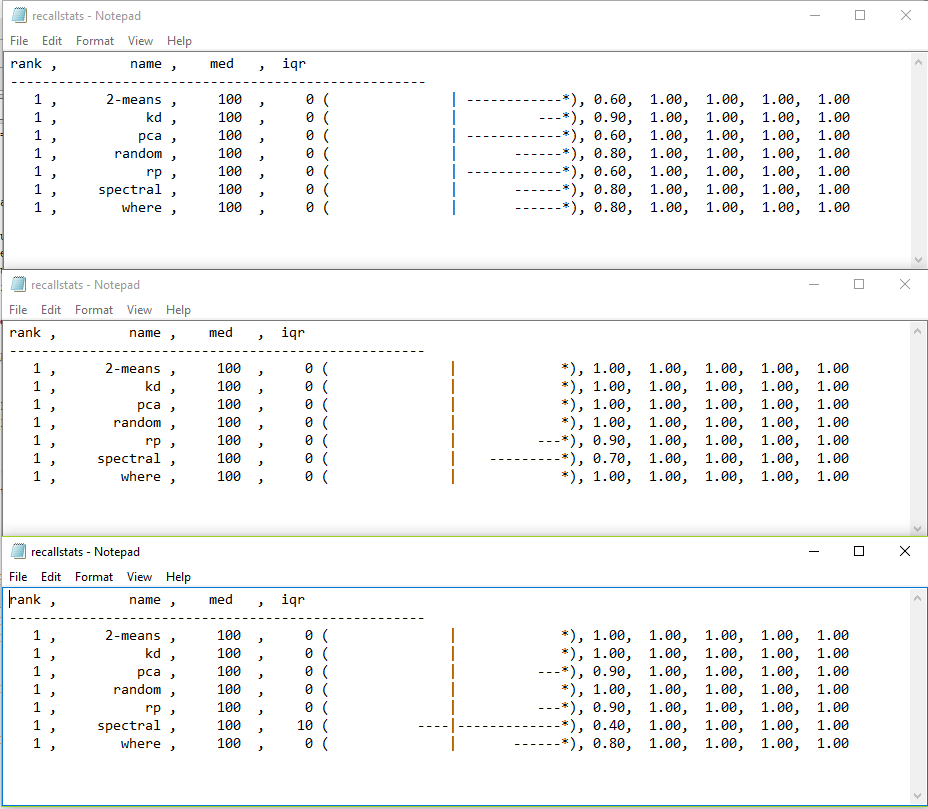 recallstats - Notepad
File Edit Format View Help
rank ,         name ,    med   ,  iqr
----------------------------------------------------
   1 ,      2-means ,     100  ,     0 (               | ------------*), 0.60,  1.00,  1.00,  1.00,  1.00
   1 ,           kd ,     100  ,     0 (               |          ---*), 0.90,  1.00,  1.00,  1.00,  1.00
   1 ,          pca ,     100  ,     0 (               | ------------*), 0.60,  1.00,  1.00,  1.00,  1.00
   1 ,       random ,     100  ,     0 (               |       ------*), 0.80,  1.00,  1.00,  1.00,  1.00
   1 ,           rp ,     100  ,     0 (               | ------------*), 0.60,  1.00,  1.00,  1.00,  1.00
   1 ,     spectral ,     100  ,     0 (               |       ------*), 0.80,  1.00,  1.00,  1.00,  1.00
   1 ,        where ,     100  ,     0 (               |       ------*), 0.80,  1.00,  1.00,  1.00,  1.00
recallstats - Notepad
File Edit Format View Help
rank ,         name ,    med   ,  iqr
----------------------------------------------------
   1 ,      2-means ,     100  ,     0 (               |             *), 1.00,  1.00,  1.00,  1.00,  1.00
   1 ,           kd ,     100  ,     0 (               |             *), 1.00,  1.00,  1.00,  1.00,  1.00
   1 ,          pca ,     100  ,     0 (               |             *), 1.00,  1.00,  1.00,  1.00,  1.00
   1 ,       random ,     100  ,     0 (               |             *), 1.00,  1.00,  1.00,  1.00,  1.00
   1 ,           rp ,     100  ,     0 (               |          ---*), 0.90,  1.00,  1.00,  1.00,  1.00
   1 ,     spectral ,     100  ,     0 (               |    ---------*), 0.70,  1.00,  1.00,  1.00,  1.00
   1 ,        where ,     100  ,     0 (               |             *), 1.00,  1.00,  1.00,  1.00,  1.00
recallstats - Notepad
File Edit Format View Help
rank ,         name ,    med   ,  iqr
----------------------------------------------------
   1 ,      2-means ,     100  ,     0 (               |             *), 1.00,  1.00,  1.00,  1.00,  1.00
   1 ,           kd ,     100  ,     0 (               |             *), 1.00,  1.00,  1.00,  1.00,  1.00
   1 ,          pca ,     100  ,     0 (               |          ---*), 0.90,  1.00,  1.00,  1.00,  1.00
   1 ,       random ,     100  ,     0 (               |             *), 1.00,  1.00,  1.00,  1.00,  1.00
   1 ,           rp ,     100  ,     0 (               |          ---*), 0.90,  1.00,  1.00,  1.00,  1.00
   1 ,     spectral ,     100  ,    10 (           ----|-------------*), 0.40,  1.00,  1.00,  1.00,  1.00
   1 ,        where ,     100  ,     0 (               |       ------*), 0.80,  1.00,  1.00,  1.00,  1.00